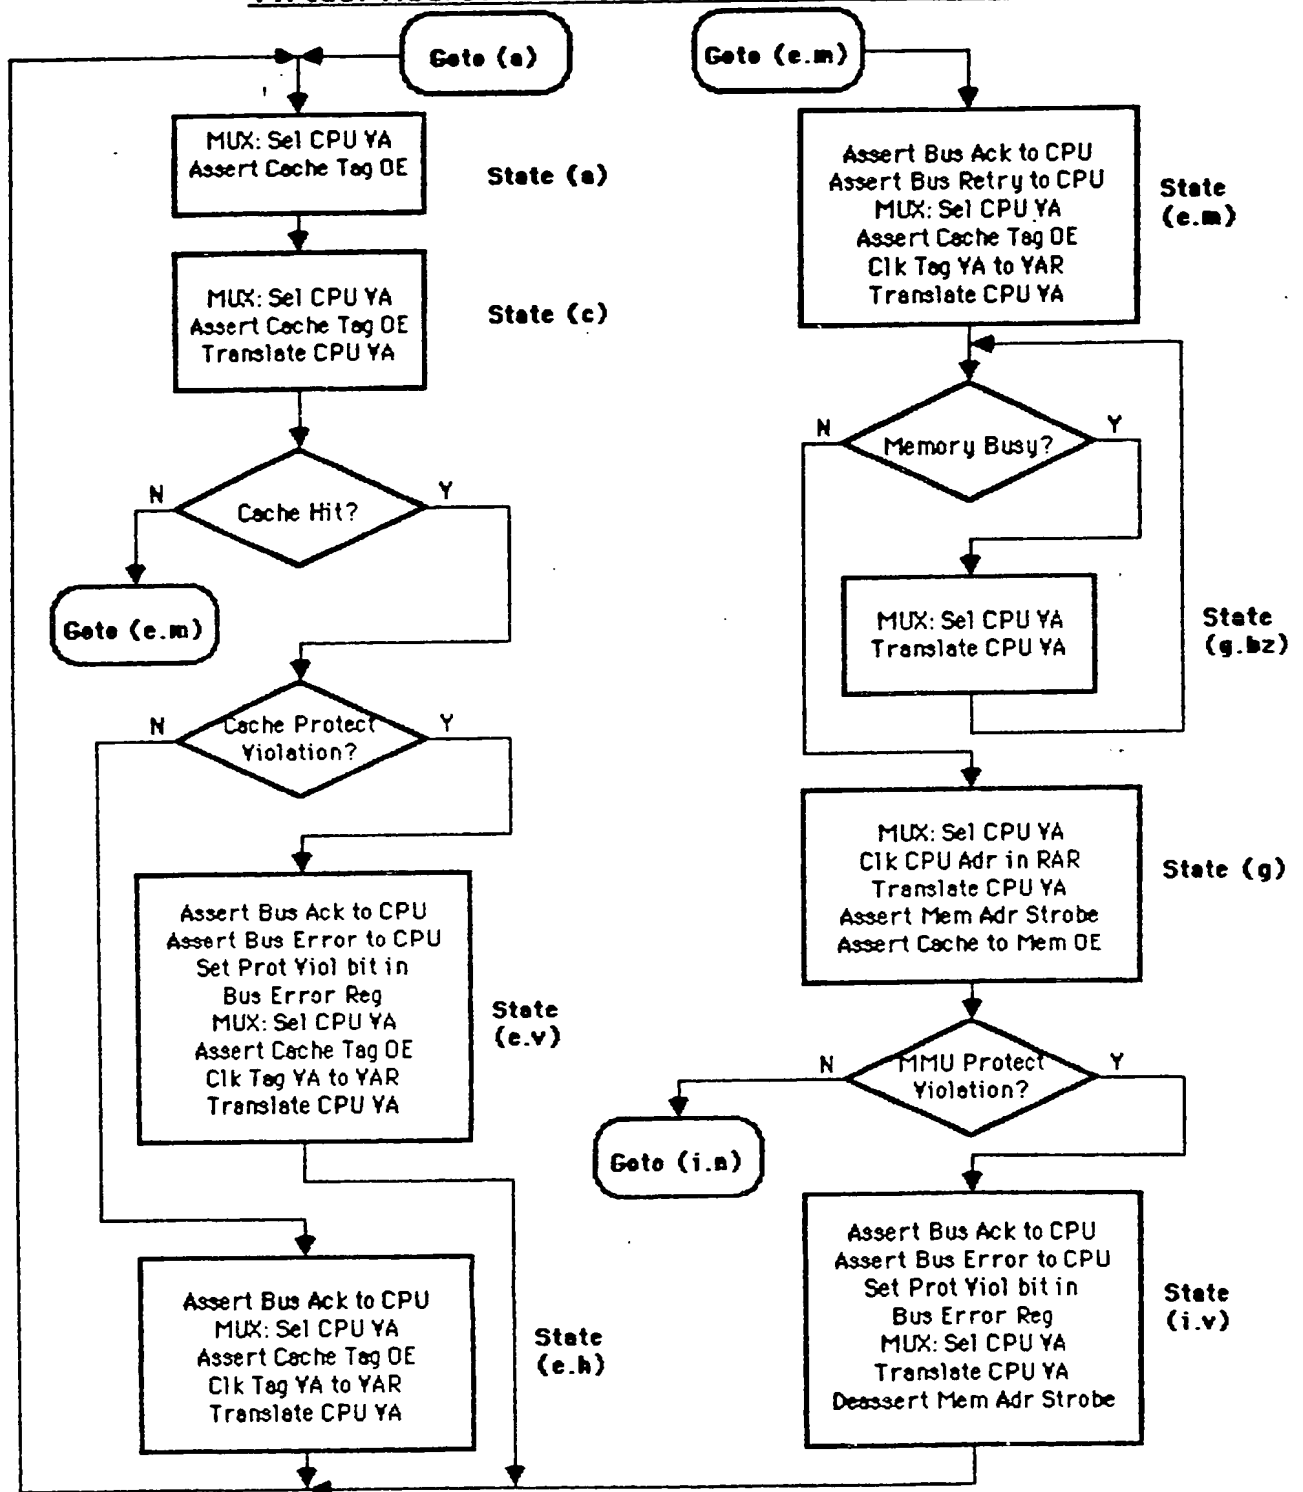 Goto (a)
MUX: Sel CPU VA
Assert Cache Tag OE
State (a)
MUX: Sel CPU VA
Assert Cache Tag OE
Translate CPU VA
State (c)
Cache Hit?
N
Y
Goto (e.m)
Cache Protect
Violation?
N
Y
Assert Bus Ack to CPU
Assert Bus Error to CPU
Set Prot Viol bit in
Bus Error Reg
MUX: Sel CPU VA
Assert Cache Tag OE
Clk Tag VA to VAR
Translate CPU VA
State
(e.v)
Assert Bus Ack to CPU
MUX: Sel CPU VA
Assert Cache Tag OE
Clk Tag VA to VAR
Translate CPU VA
State
(e.h)
Goto (e.m)
Assert Bus Ack to CPU
Assert Bus Retry to CPU
MUX: Sel CPU VA
Assert Cache Tag OE
Clk Tag VA to VAR
Translate CPU VA
State
(e.m)
N
Y
Memory Busy?
MUX: Sel CPU VA
Translate CPU VA
State
(g.bz)
MUX: Sel CPU VA
Clk CPU Adr in RAR
Translate CPU VA
Assert Mem Adr Strobe
Assert Cache to Mem OE
State (g)
N
Y
MMU Protect
Violation?
Goto (i.n)
Assert Bus Ack to CPU
Assert Bus Error to CPU
Set Prot Viol bit in
Bus Error Reg
MUX: Sel CPU VA
Translate CPU VA
Deassert Mem Adr Strobe
State
(i.v)